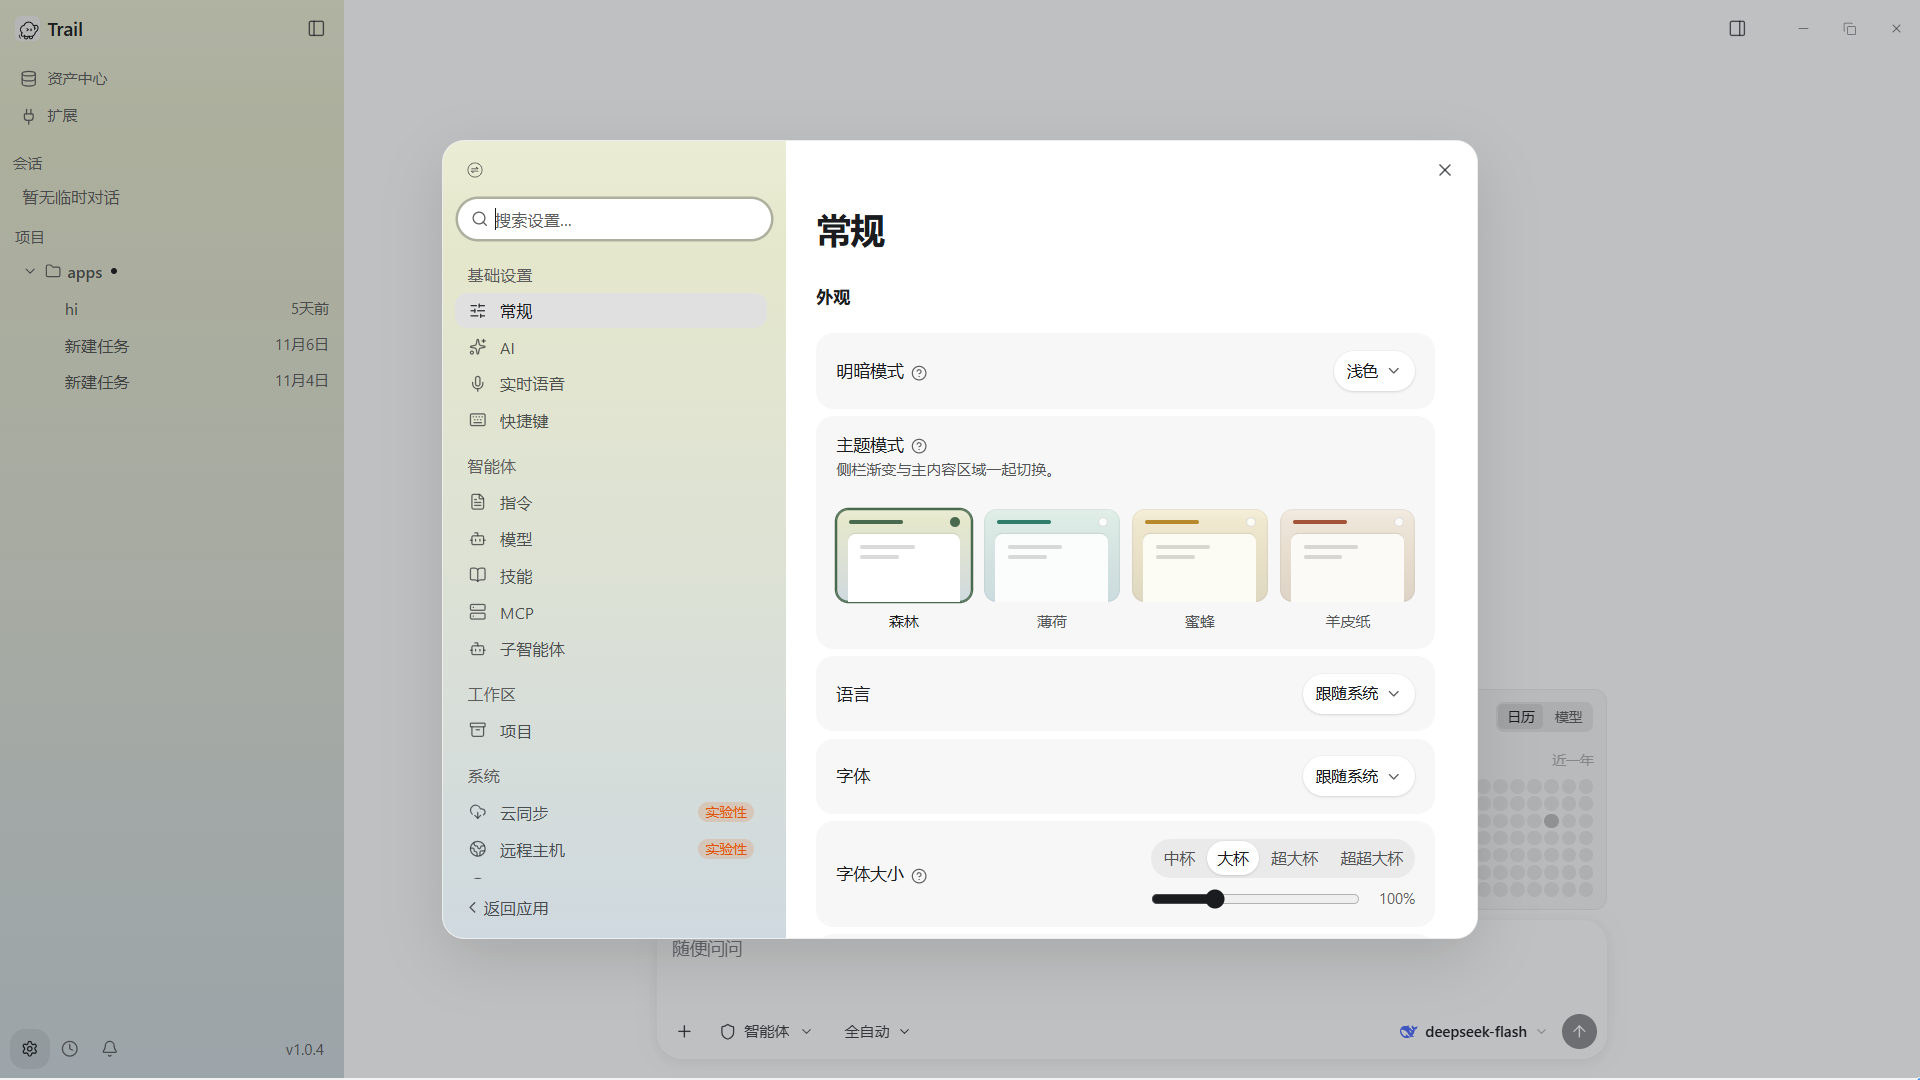 Trail
资产中心
扩展
会话
暂无临时对话
项目
apps
hi 5天前
新建任务 11月6日
新建任务 11月4日
v1.0.4
搜索设置...
基础设置
常规
AI
实时语音
快捷键
智能体
指令
模型
技能
MCP
子智能体
工作区
项目
系统
云同步 实验性
远程主机 实验性
返回应用
常规
外观
明暗模式 浅色
主题模式
侧栏渐变与主内容区域一起切换。
森林 薄荷 蜜蜂 羊皮纸
语言 跟随系统
字体 跟随系统
字体大小 中杯 大杯 超大杯 超超大杯
100%
日历 模型
近一年
随便问问
智能体 全自动 deepseek-flash